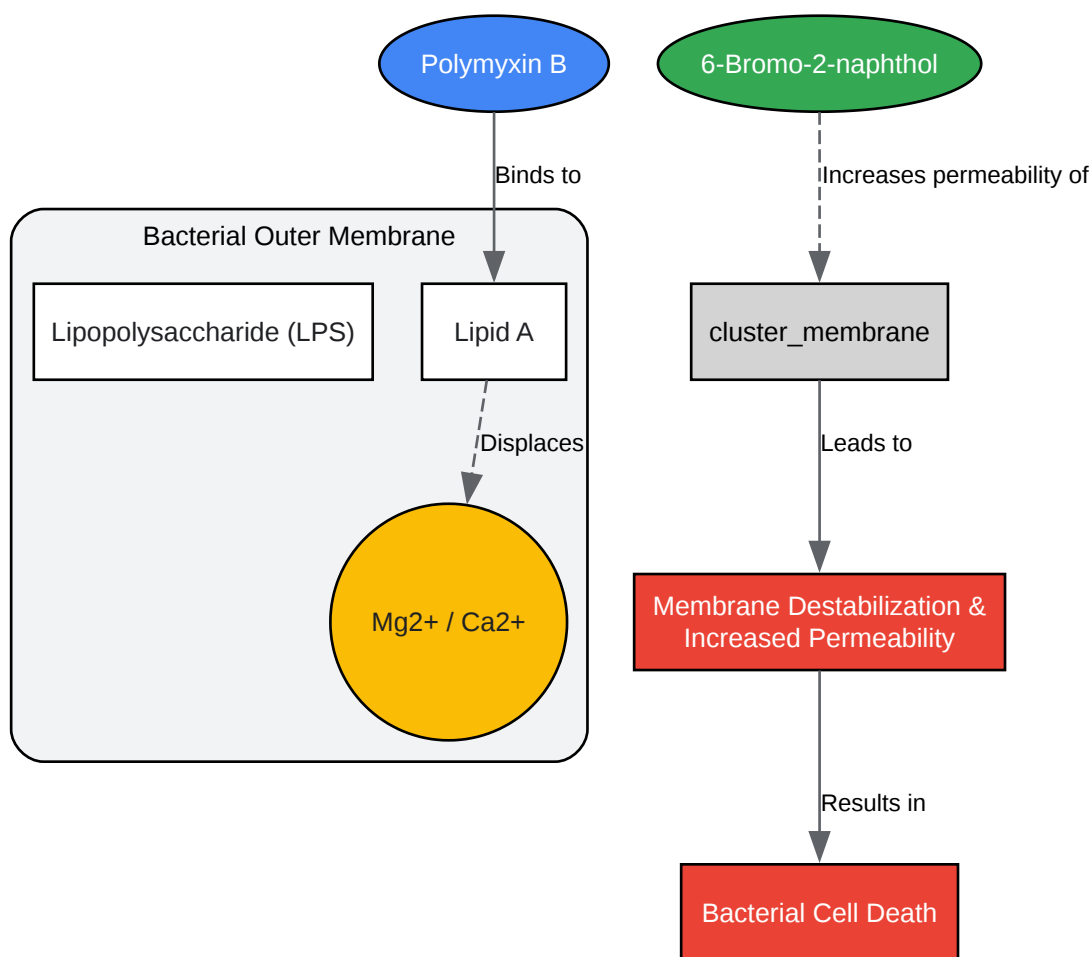 Polymyxin B
6-Bromo-2-naphthol
Binds to
Increases permeability of
Bacterial Outer Membrane
Lipopolysaccharide (LPS)
Lipid A
cluster_membrane
Displaces
Leads to
Mg2+ / Ca2+
Membrane Destabilization &
Increased Permeability
Results in
Bacterial Cell Death